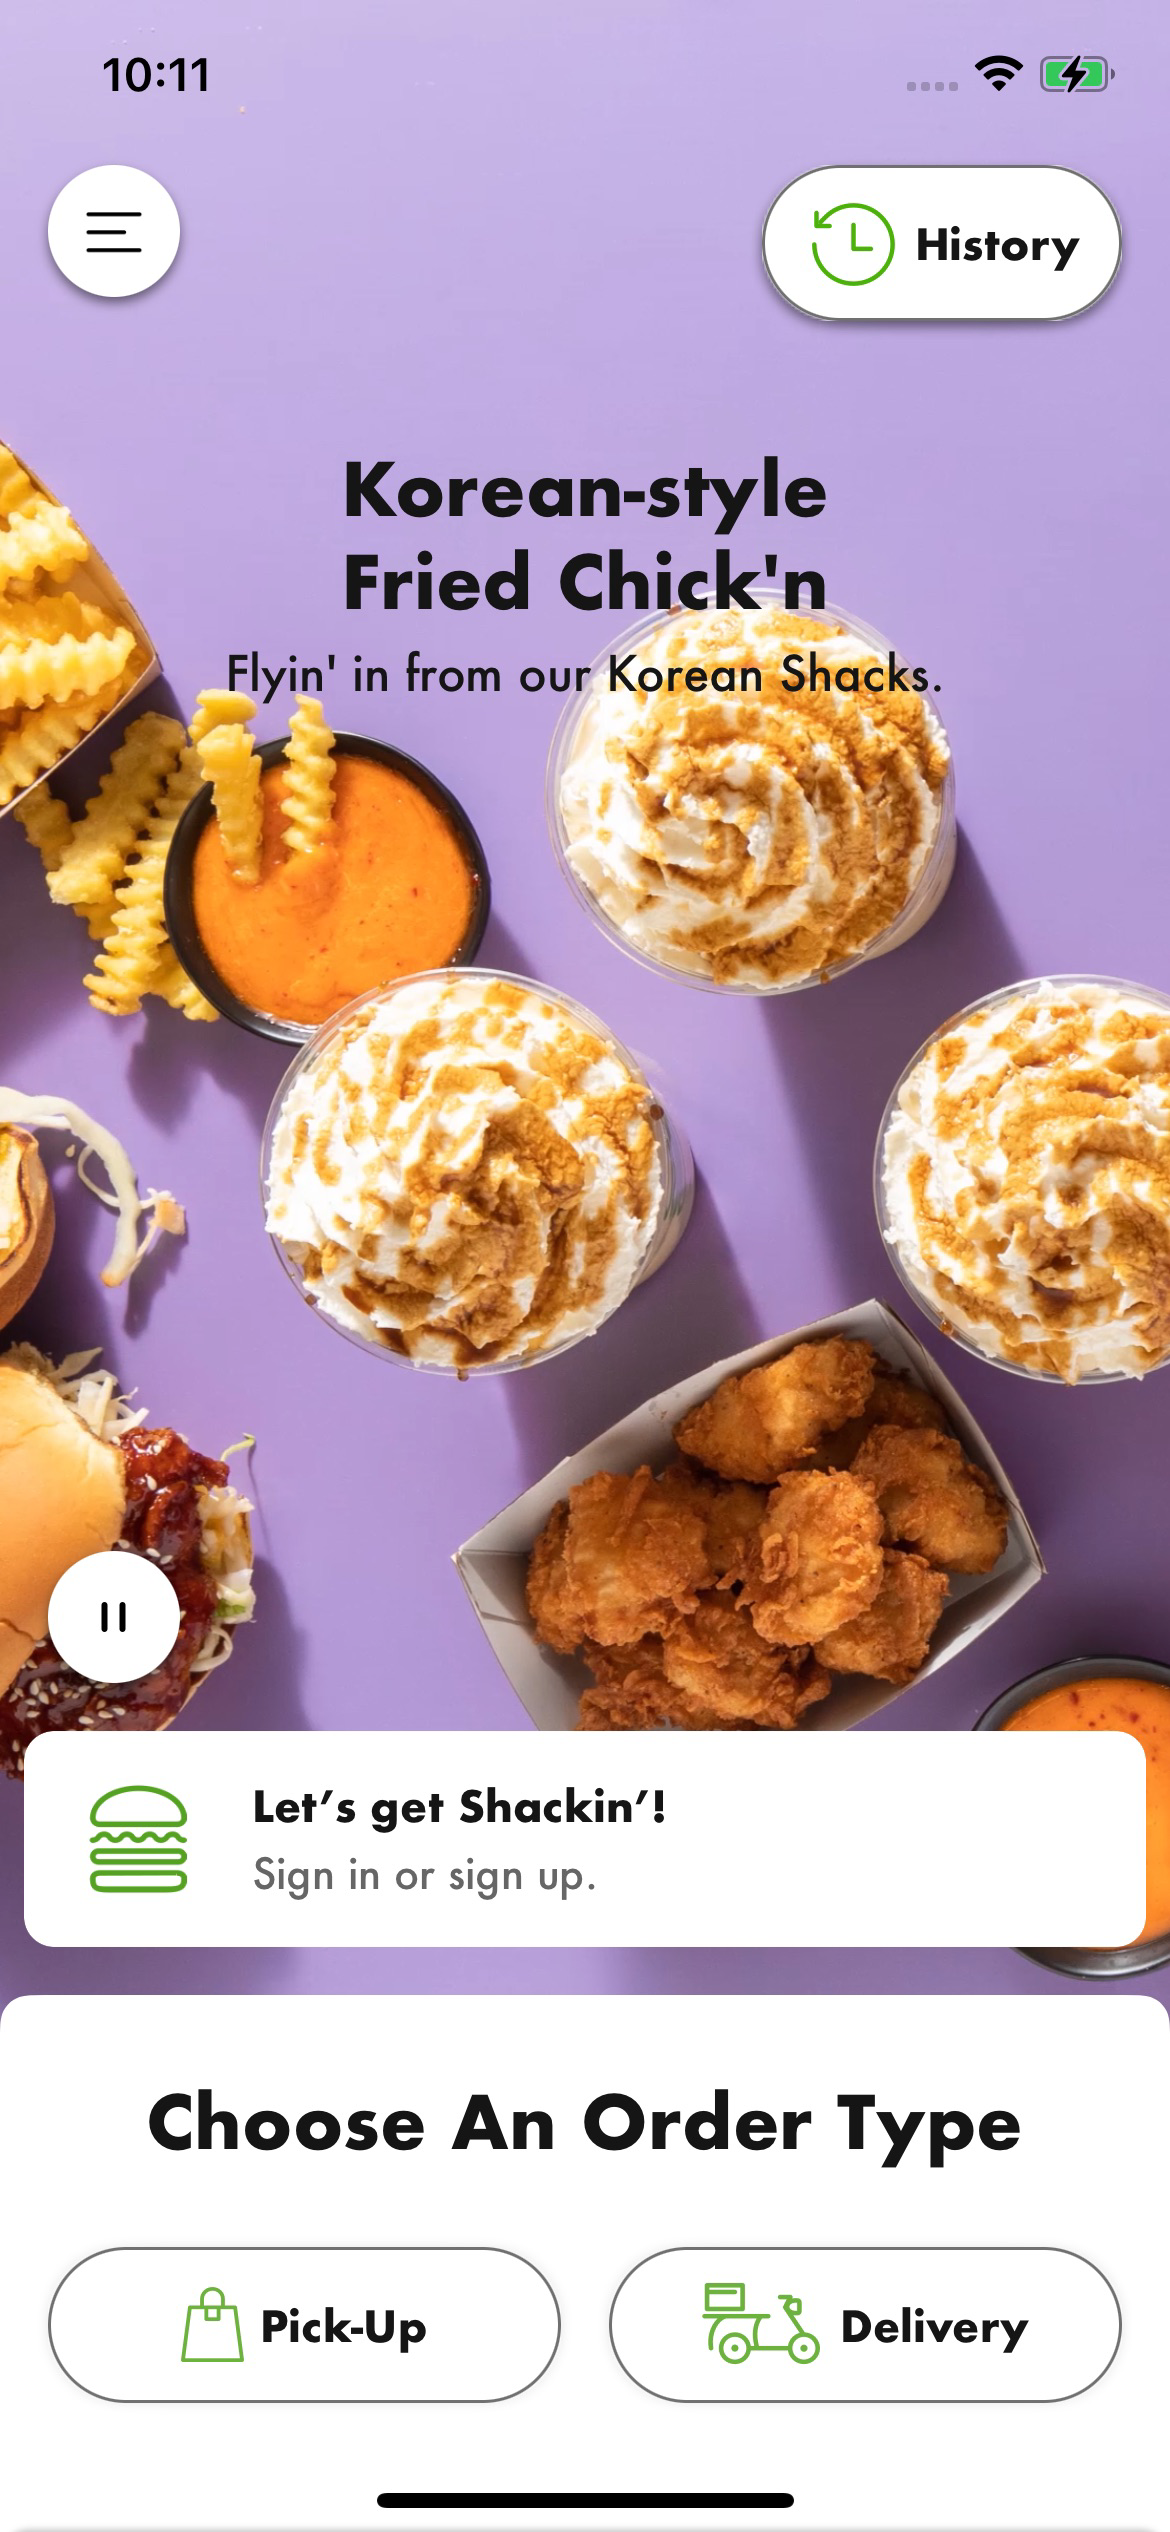 10:11
History
Korean-style
Fried Chick'n
Flyin' in from our Korean Shacks.
Let’s get Shackin’!
Sign in or sign up.
Choose An Order Type
Pick-Up
Delivery